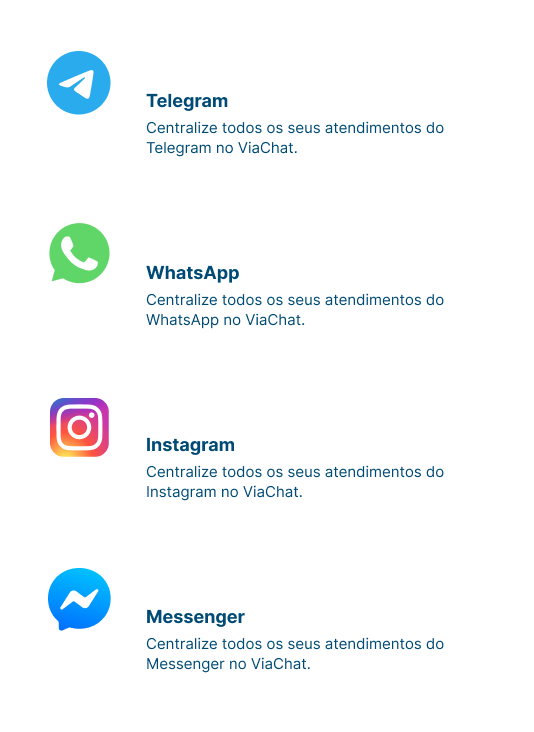 Telegram
Centralize todos os seus atendimentos do
Telegram no ViaChat.
WhatsApp
Centralize todos os seus atendimentos do
WhatsApp no ViaChat.
Instagram
Centralize todos os seus atendimentos do
Instagram no ViaChat.
Messenger
Centralize todos os seus atendimentos do
Messenger no ViaChat.